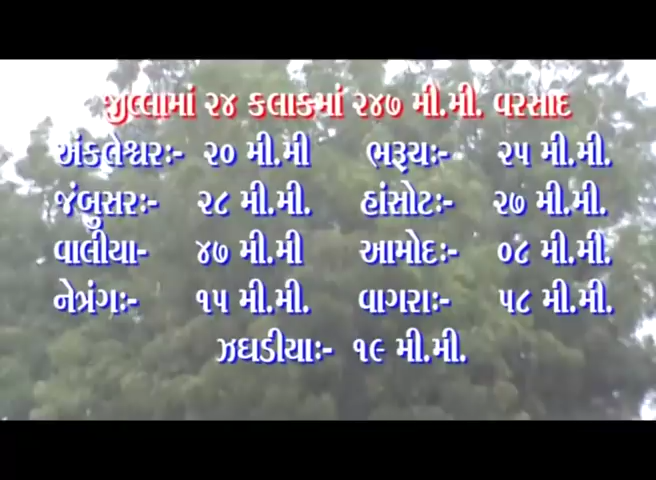 જીલ્લામાં ૨૪ કલાકમાં ૨૪૭ મી.મી. વરસાદ
અંકલેશ્વરઃ- ૨૦ મી.મી ભરૂચઃ- ૨૫ મી.મી.
જંબુસરઃ- ૨૮ મી.મી. હાંસોટઃ- ૨૭ મી.મી.
વાલીયા- ૪૭ મી.મી આમોદઃ- ૦૮ મી.મી.
નેત્રંગઃ- ૧૫ મી.મી. વાગરાઃ- ૫૮ મી.મી.
ઝઘડીયાઃ- ૧૯ મી.મી.